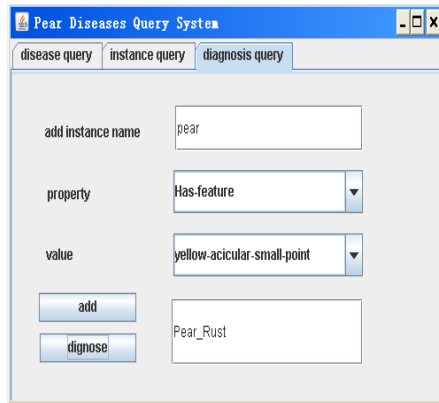 Pear Diseases Query System
disease query instance query diagnosis query
add instance name pear
property Has-feature
value yellow-acicular-small-point
add
Pear_Rust
dignose